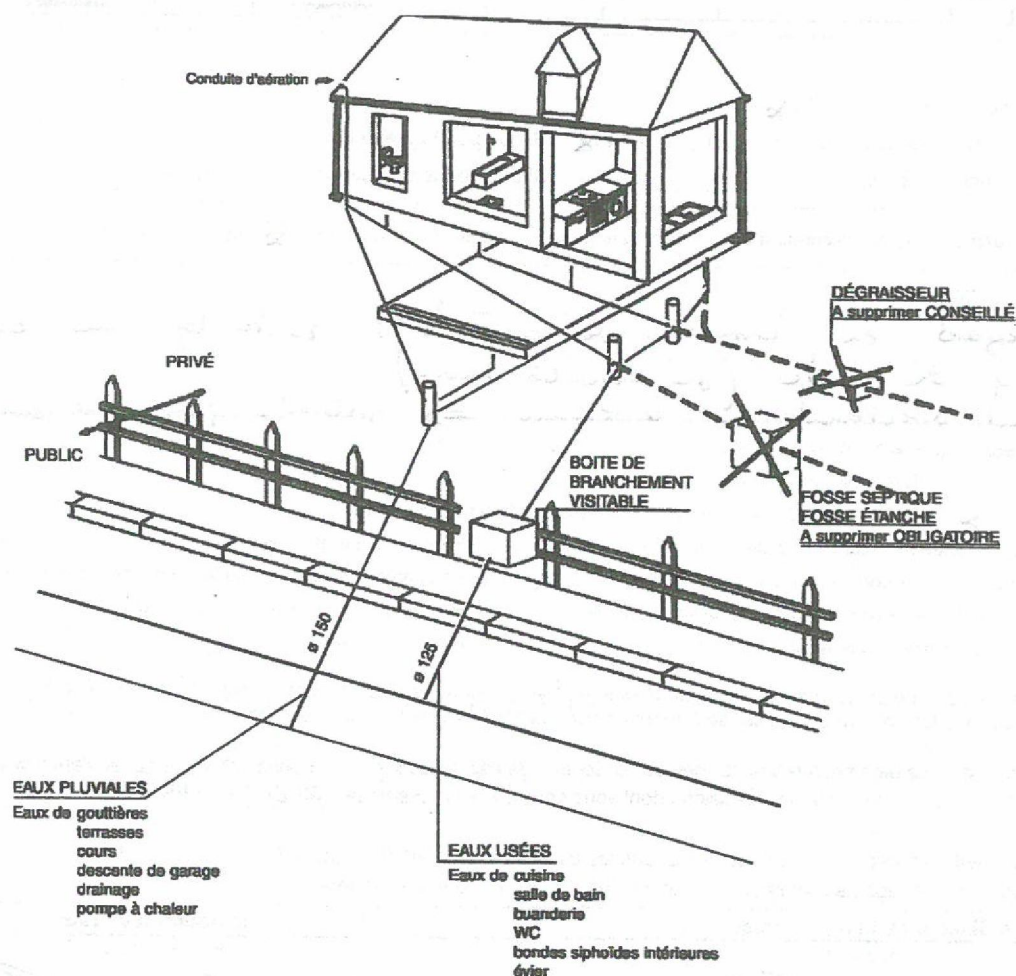 Conduite d'aération
DÉGRAISSEUR
A supprimer CONSEILLÉ
PRIVÉ
PUBLIC
BOITE DE
BRANCHEMENT
VISITABLE
FOSSE SEPTIQUE
FOSSE ÉTANCHE
A supprimer OBLIGATOIRE
ø 150
ø 125
EAUX PLUVIALES
Eaux de gouttières
terrasses
cours
descente de garage
drainage
pompe à chaleur
EAUX USÉES
Eaux de cuisine
salle de bain
buanderie
WC
bondes siphoïdes intérieures
évier